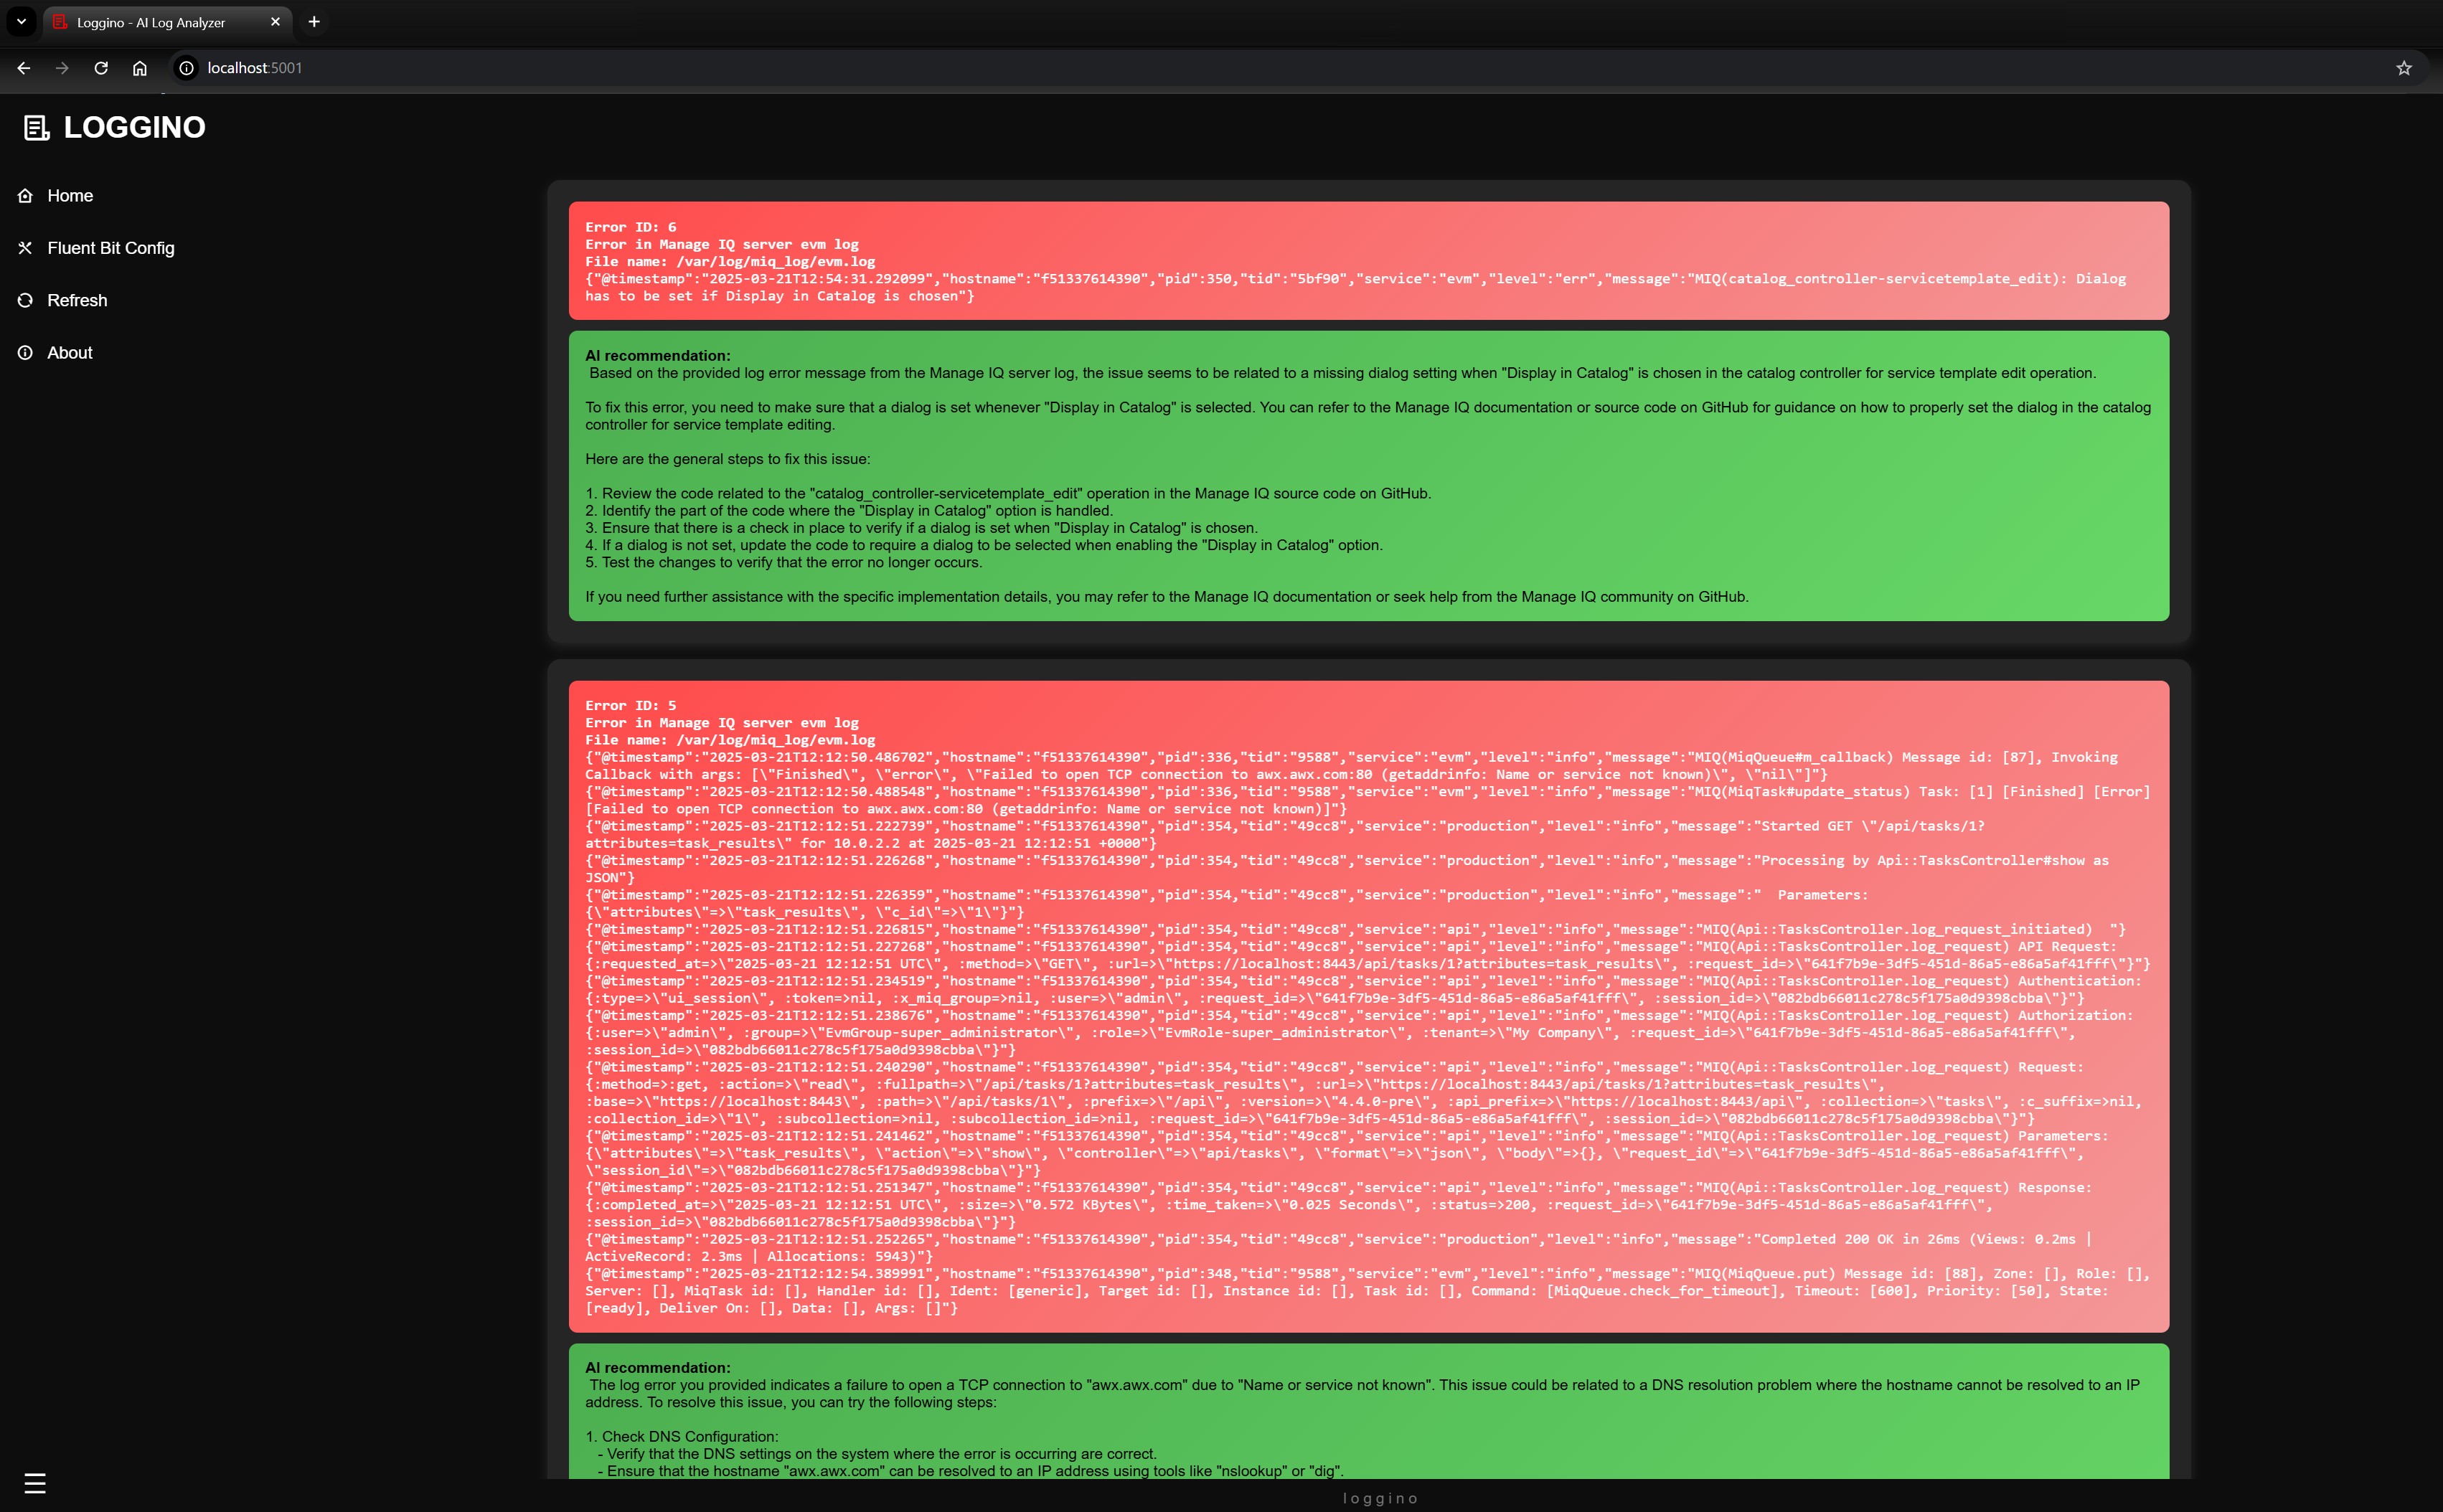 Loggino - AI Log Analyzer
localhost:5001
LOGGINO
Home
Fluent Bit Config
Refresh
About
Error ID: 6
Error in Manage IQ server evm log
File name: /var/log/miq_log/evm.log
{"@timestamp":"2025-03-21T12:54:31.292099","hostname":"f51337614390","pid":350,"tid":"5bf90","service":"evm","level":"err","message":"MIQ(catalog_controller-servicetemplate_edit): Dialog
has to be set if Display in Catalog is chosen"}
AI recommendation:
Based on the provided log error message from the Manage IQ server log, the issue seems to be related to a missing dialog setting when "Display in Catalog" is chosen in the catalog controller for service template edit operation.
To fix this error, you need to make sure that a dialog is set whenever "Display in Catalog" is selected. You can refer to the Manage IQ documentation or source code on GitHub for guidance on how to properly set the dialog in the catalog
controller for service template editing.
Here are the general steps to fix this issue:
1. Review the code related to the "catalog_controller-servicetemplate_edit" operation in the Manage IQ source code on GitHub.
2. Identify the part of the code where the "Display in Catalog" option is handled.
3. Ensure that there is a check in place to verify if a dialog is set when "Display in Catalog" is chosen.
4. If a dialog is not set, update the code to require a dialog to be selected when enabling the "Display in Catalog" option.
5. Test the changes to verify that the error no longer occurs.
If you need further assistance with the specific implementation details, you may refer to the Manage IQ documentation or seek help from the Manage IQ community on GitHub.
Error ID: 5
Error in Manage IQ server evm log
File name: /var/log/miq_log/evm.log
{"@timestamp":"2025-03-21T12:12:50.486702","hostname":"f51337614390","pid":336,"tid":"9588","service":"evm","level":"info","message":"MIQ(MiqQueue#m_callback) Message id: [87], Invoking
Callback with args: [\"Finished\", \"error\", \"Failed to open TCP connection to awx.awx.com:80 (getaddrinfo: Name or service not known)\", \"nil\"]"}
{"@timestamp":"2025-03-21T12:12:50.488548","hostname":"f51337614390","pid":336,"tid":"9588","service":"evm","level":"info","message":"MIQ(MiqTask#update_status) Task: [1] [Finished] [Error]
[Failed to open TCP connection to awx.awx.com:80 (getaddrinfo: Name or service not known)]"}
{"@timestamp":"2025-03-21T12:12:51.222739","hostname":"f51337614390","pid":354,"tid":"49cc8","service":"production","level":"info","message":"Started GET \"/api/tasks/1?
attributes=task_results\" for 10.0.2.2 at 2025-03-21 12:12:51 +0000"}
{"@timestamp":"2025-03-21T12:12:51.226268","hostname":"f51337614390","pid":354,"tid":"49cc8","service":"production","level":"info","message":"Processing by Api::TasksController#show as
JSON"}
{"@timestamp":"2025-03-21T12:12:51.226359","hostname":"f51337614390","pid":354,"tid":"49cc8","service":"production","level":"info","message":"  Parameters:
{\"attributes\"=>\"task_results\", \"c_id\"=>\"1\"}"}
{"@timestamp":"2025-03-21T12:12:51.226815","hostname":"f51337614390","pid":354,"tid":"49cc8","service":"api","level":"info","message":"MIQ(Api::TasksController.log_request_initiated)  "}
{"@timestamp":"2025-03-21T12:12:51.227268","hostname":"f51337614390","pid":354,"tid":"49cc8","service":"api","level":"info","message":"MIQ(Api::TasksController.log_request) API Request:
{:requested_at=>\"2025-03-21 12:12:51 UTC\", :method=>\"GET\", :url=>\"https://localhost:8443/api/tasks/1?attributes=task_results\", :request_id=>\"641f7b9e-3df5-451d-86a5-e86a5af41fff\"}"}
{"@timestamp":"2025-03-21T12:12:51.234519","hostname":"f51337614390","pid":354,"tid":"49cc8","service":"api","level":"info","message":"MIQ(Api::TasksController.log_request) Authentication:
{:type=>\"ui_session\", :token=>nil, :x_miq_group=>nil, :user=>\"admin\", :request_id=>\"641f7b9e-3df5-451d-86a5-e86a5af41fff\", :session_id=>\"082bdb66011c278c5f175a0d9398cbba\"}"}
{"@timestamp":"2025-03-21T12:12:51.238676","hostname":"f51337614390","pid":354,"tid":"49cc8","service":"api","level":"info","message":"MIQ(Api::TasksController.log_request) Authorization:
{:user=>\"admin\", :group=>\"EvmGroup-super_administrator\", :role=>\"EvmRole-super_administrator\", :tenant=>\"My Company\", :request_id=>\"641f7b9e-3df5-451d-86a5-e86a5af41fff\",
:session_id=>\"082bdb66011c278c5f175a0d9398cbba\"}"}
{"@timestamp":"2025-03-21T12:12:51.240290","hostname":"f51337614390","pid":354,"tid":"49cc8","service":"api","level":"info","message":"MIQ(Api::TasksController.log_request) Request:
{:method=>:get, :action=>\"read\", :fullpath=>\"/api/tasks/1?attributes=task_results\", :url=>\"https://localhost:8443/api/tasks/1?attributes=task_results\",
:base=>\"https://localhost:8443\", :path=>\"/api/tasks/1\", :prefix=>\"/api\", :version=>\"4.4.0-pre\", :api_prefix=>\"https://localhost:8443/api\", :collection=>\"tasks\", :c_suffix=>nil,
:collection_id=>\"1\", :subcollection=>nil, :subcollection_id=>nil, :request_id=>\"641f7b9e-3df5-451d-86a5-e86a5af41fff\", :session_id=>\"082bdb66011c278c5f175a0d9398cbba\"}"}
{"@timestamp":"2025-03-21T12:12:51.241462","hostname":"f51337614390","pid":354,"tid":"49cc8","service":"api","level":"info","message":"MIQ(Api::TasksController.log_request) Parameters:
{\"attributes\"=>\"task_results\", \"action\"=>\"show\", \"controller\"=>\"api/tasks\", \"format\"=>\"json\", \"body\"=>{}, \"request_id\"=>\"641f7b9e-3df5-451d-86a5-e86a5af41fff\",
\"session_id\"=>\"082bdb66011c278c5f175a0d9398cbba\"}"}
{"@timestamp":"2025-03-21T12:12:51.251347","hostname":"f51337614390","pid":354,"tid":"49cc8","service":"api","level":"info","message":"MIQ(Api::TasksController.log_request) Response:
{:completed_at=>\"2025-03-21 12:12:51 UTC\", :size=>\"0.572 KBytes\", :time_taken=>\"0.025 Seconds\", :status=>200, :request_id=>\"641f7b9e-3df5-451d-86a5-e86a5af41fff\",
:session_id=>\"082bdb66011c278c5f175a0d9398cbba\"}"}
{"@timestamp":"2025-03-21T12:12:51.252265","hostname":"f51337614390","pid":354,"tid":"49cc8","service":"production","level":"info","message":"Completed 200 OK in 26ms (Views: 0.2ms |
ActiveRecord: 2.3ms | Allocations: 5943)"}
{"@timestamp":"2025-03-21T12:12:54.389991","hostname":"f51337614390","pid":348,"tid":"9588","service":"evm","level":"info","message":"MIQ(MiqQueue.put) Message id: [88], Zone: [], Role: [],
Server: [], MiqTask id: [], Handler id: [], Ident: [generic], Target id: [], Instance id: [], Task id: [], Command: [MiqQueue.check_for_timeout], Timeout: [600], Priority: [50], State:
[ready], Deliver On: [], Data: [], Args: []"}
AI recommendation:
The log error you provided indicates a failure to open a TCP connection to "awx.awx.com" due to "Name or service not known". This issue could be related to a DNS resolution problem where the hostname cannot be resolved to an IP
address. To resolve this issue, you can try the following steps:
1. Check DNS Configuration:
- Verify that the DNS settings on the system where the error is occurring are correct.
- Ensure that the hostname "awx.awx.com" can be resolved to an IP address using tools like "nslookup" or "dig".
loggino